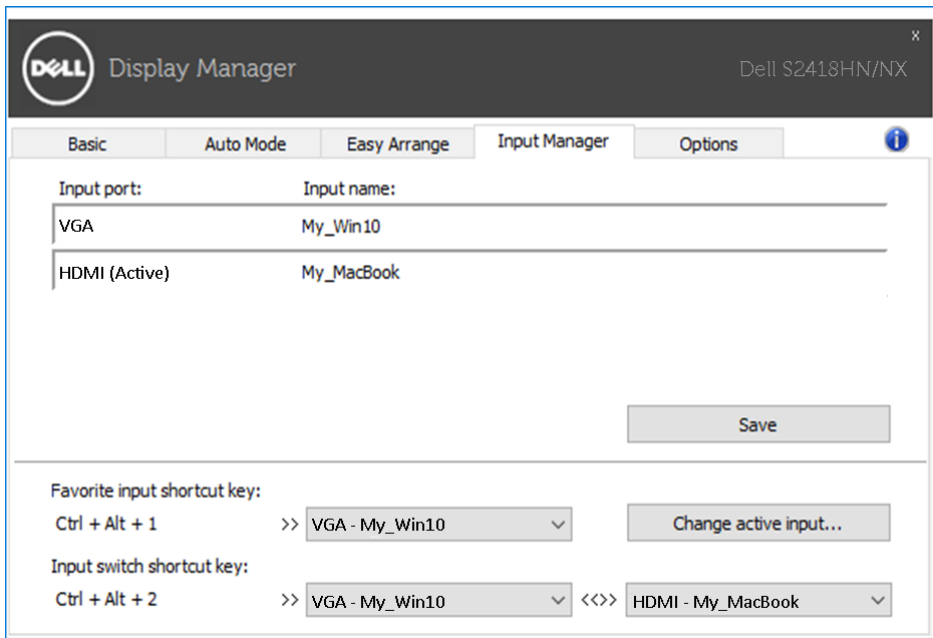 x
DELL Display Manager Dell S2418HN/NX
Basic Auto Mode Easy Arrange Input Manager Options i
Input port: Input name:
VGA My_Win10
HDMI (Active) My_MacBook
Save
Favorite input shortcut key:
Ctrl + Alt + 1 >> VGA - My_Win10 Change active input...
Input switch shortcut key:
Ctrl + Alt + 2 >> VGA - My_Win10 <<>> HDMI - My_MacBook